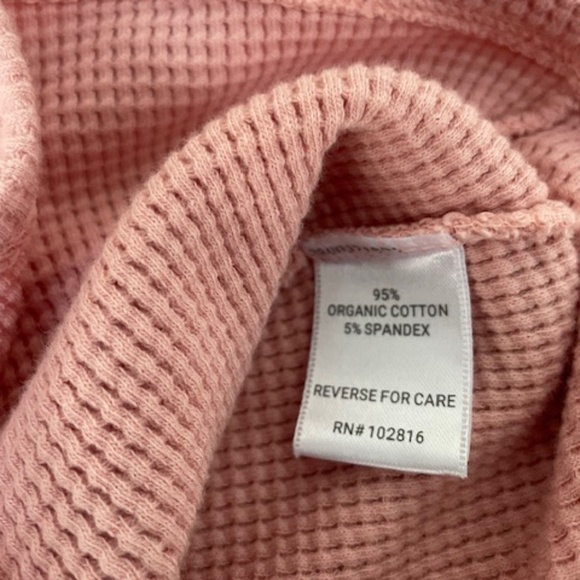 95%
ORGANIC COTTON
5% SPANDEX
REVERSE FOR CARE
RN# 102816